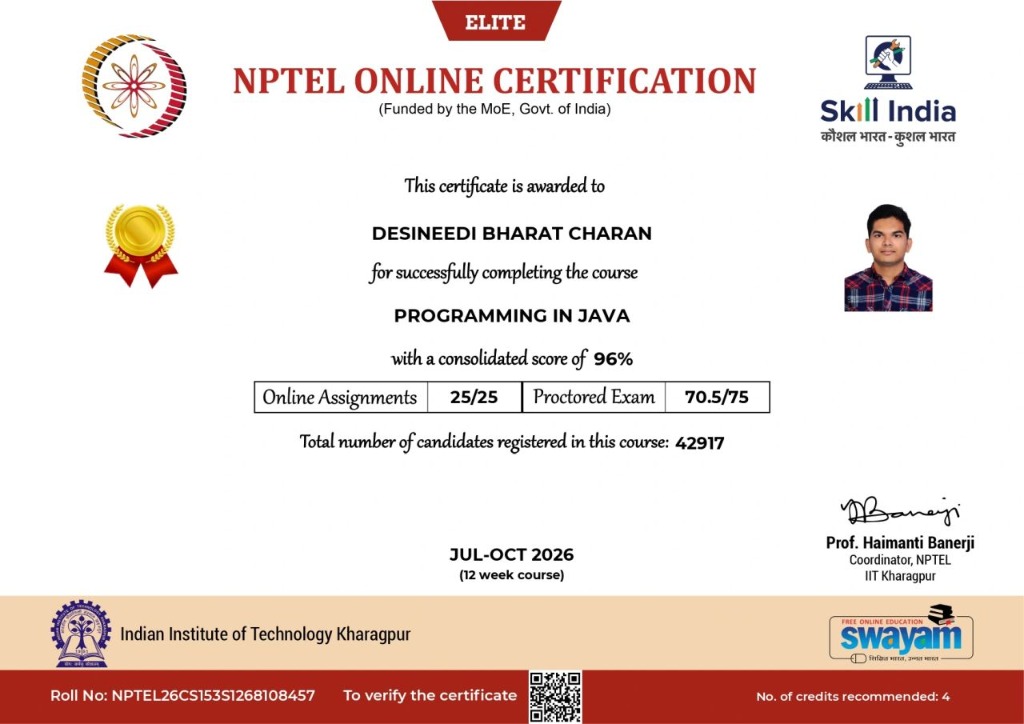 ELITE
NPTEL ONLINE CERTIFICATION
(Funded by the MoE, Govt. of India)
Skill India
कौशल भारत - कुशल भारत
This certificate is awarded to
DESINEEDI BHARAT CHARAN
for successfully completing the course
PROGRAMMING IN JAVA
with a consolidated score of 96%
Online Assignments 25/25 Proctored Exam 70.5/75
Total number of candidates registered in this course: 42917
Prof. Haimanti Banerji
Coordinator, NPTEL
IIT Kharagpur
JUL-OCT 2026
(12 week course)
Indian Institute of Technology Kharagpur
FREE ONLINE EDUCATION
swayam
शिक्षित भारत, उन्नत भारत
Roll No: NPTEL26CS153S1268108457 To verify the certificate No. of credits recommended: 4